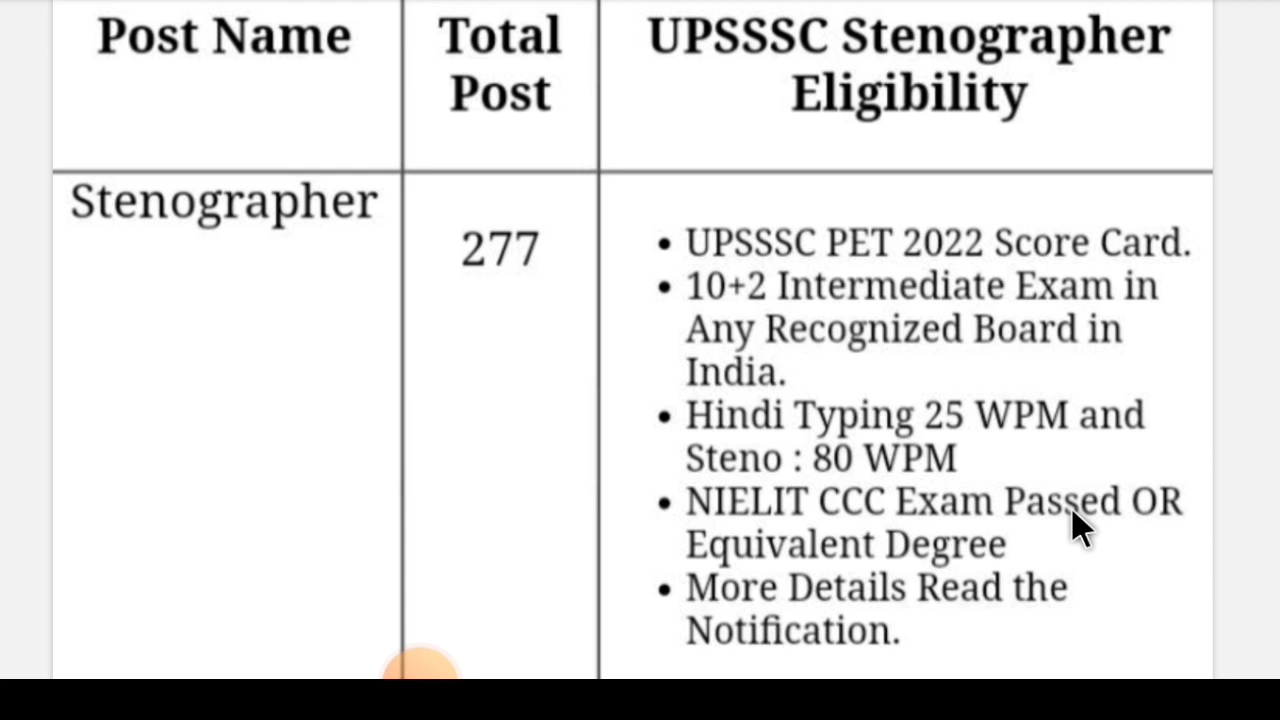 Post Name
Total
Post
UPSSSC Stenographer
Eligibility
Stenographer
277
• UPSSSC PET 2022 Score Card.
• 10+2 Intermediate Exam in
Any Recognized Board in
India.
• Hindi Typing 25 WPM and
Steno : 80 WPM
• NIELIT CCC Exam Passed OR
Equivalent Degree
• More Details Read the
Notification.